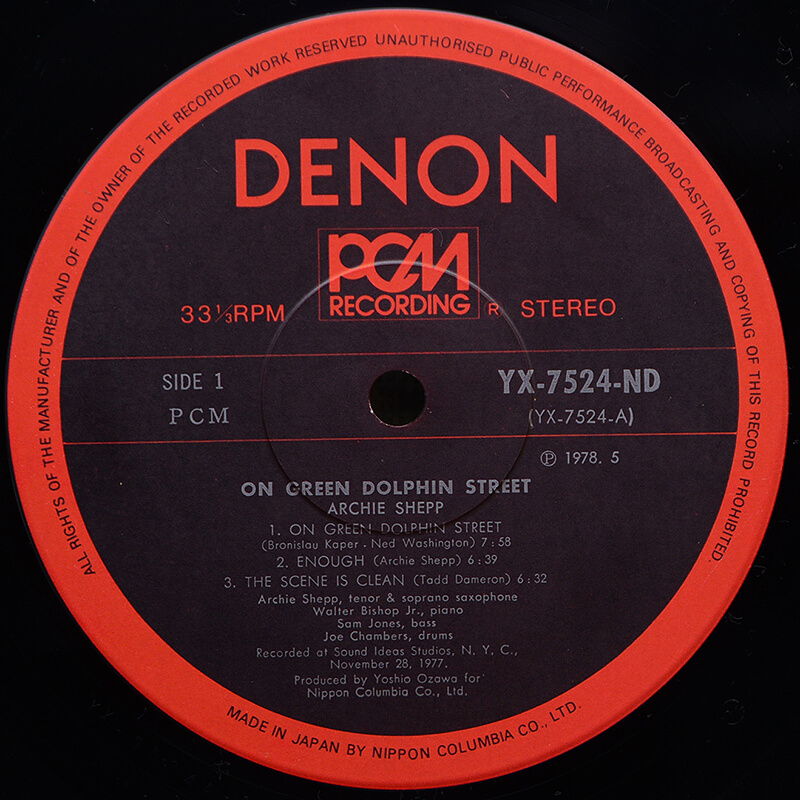 ALL RIGHTS OF THE MANUFACTURER AND OF THE OWNER OF THE RECORDED WORK RESERVED UNAUTHORISED PUBLIC PERFORMANCE BROADCASTING AND COPYING OF THIS RECORD PROHIBITED.
DENON
PCM
RECORDING
33⅓RPM R STEREO
SIDE 1 YX-7524-ND
PCM (YX-7524-A)
Ⓟ 1978. 5
ON GREEN DOLPHIN STREET
ARCHIE SHEPP
1. ON GREEN DOLPHIN STREET
(Bronislau Kaper - Ned Washington) 7:58
2. ENOUGH (Archie Shepp) 6:39
3. THE SCENE IS CLEAN (Tadd Dameron) 6:32
Archie Shepp, tenor & soprano saxophone
Walter Bishop Jr., piano
Sam Jones, bass
Joe Chambers, drums
Recorded at Sound Ideas Studios, N. Y. C.,
November 28, 1977.
Produced by Yoshio Ozawa for
Nippon Columbia Co., Ltd.
MADE IN JAPAN BY NIPPON COLUMBIA CO., LTD.